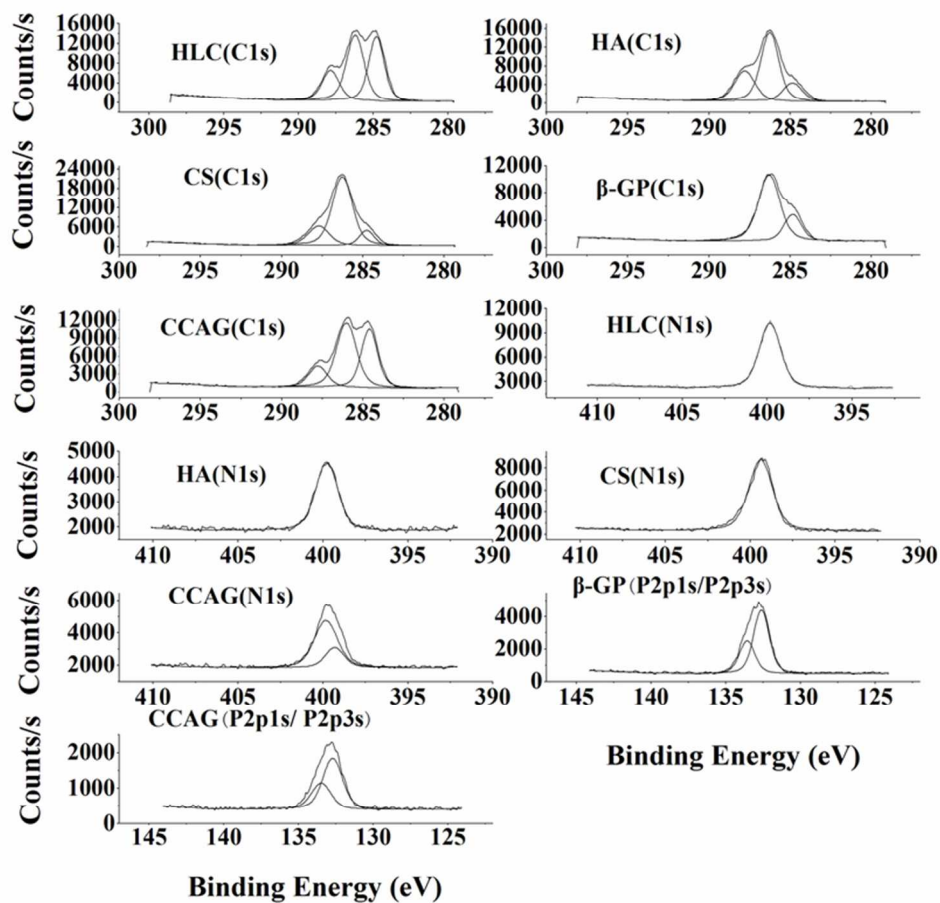 Counts/s
16000
12000
8000
4000
0
HLC(C1s)
300 295 290 285 280
16000
12000
8000
4000
0
HA(C1s)
300 295 290 285 280
Counts/s
24000
18000
12000
6000
0
CS(C1s)
300 295 290 285 280
12000
8000
4000
0
β-GP(C1s)
300 295 290 285 280
Counts/s
12000
9000
6000
3000
0
CCAG(C1s)
300 295 290 285 280
12000
9000
6000
3000
HLC(N1s)
410 405 400 395
Counts/s
5000
4000
3000
2000
HA(N1s)
410 405 400 395 390
8000
6000
4000
2000
CS(N1s)
410 405 400 395 390
Counts/s
6000
4000
2000
CCAG(N1s)
410 405 400 395 390
β-GP(P2p1s/P2p3s)
4000
2000
0
145 140 135 130 125
Counts/s
CCAG(P2p1s/ P2p3s)
2000
1000
0
145 140 135 130 125
Binding Energy (eV)
Binding Energy (eV)